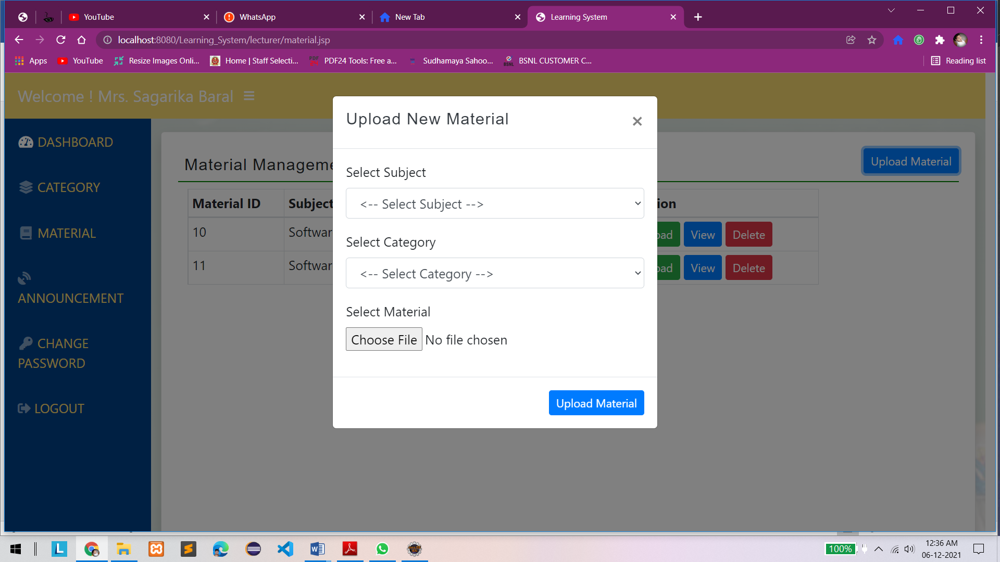 YouTube
WhatsApp
New Tab
Learning System
localhost:8080/Learning_System/lecturer/material.jsp
Apps
YouTube
Resize Images Onli...
Home | Staff Selecti...
PDF24 Tools: Free a...
Sudhamaya Sahoo...
BSNL CUSTOMER C...
Reading list
Welcome ! Mrs. Sagarika Baral
DASHBOARD
CATEGORY
MATERIAL
ANNOUNCEMENT
CHANGE
PASSWORD
LOGOUT
Material Manageme
Upload Material
Material ID Subject ion
10 Softwar oad View Delete
11 Softwar oad View Delete
Upload New Material
Select Subject
<-- Select Subject -->
Select Category
<-- Select Category -->
Select Material
Choose File No file chosen
Upload Material
100%
12:36 AM
06-12-2021